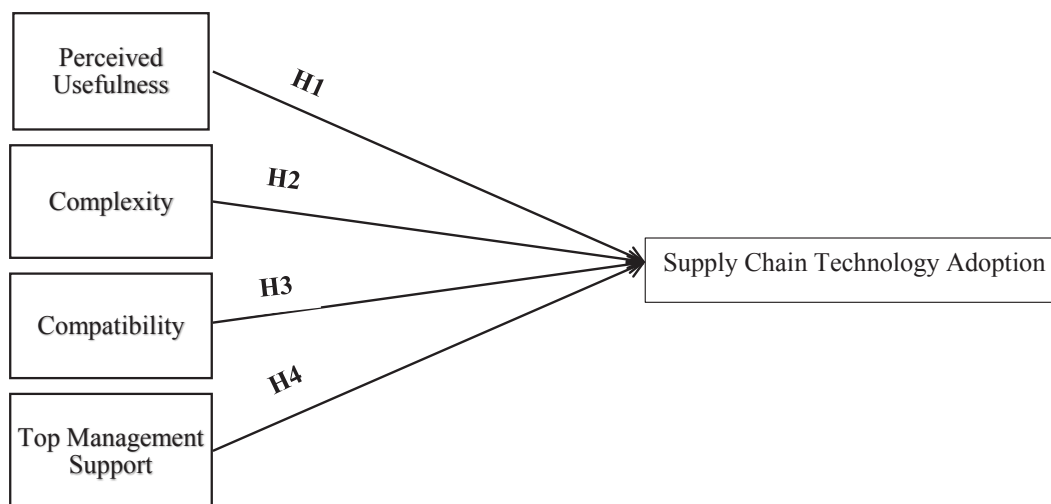 Perceived
Usefulness
H1
Complexity
H2
Supply Chain Technology Adoption
Compatibility
H3
Top Management
Support
H4